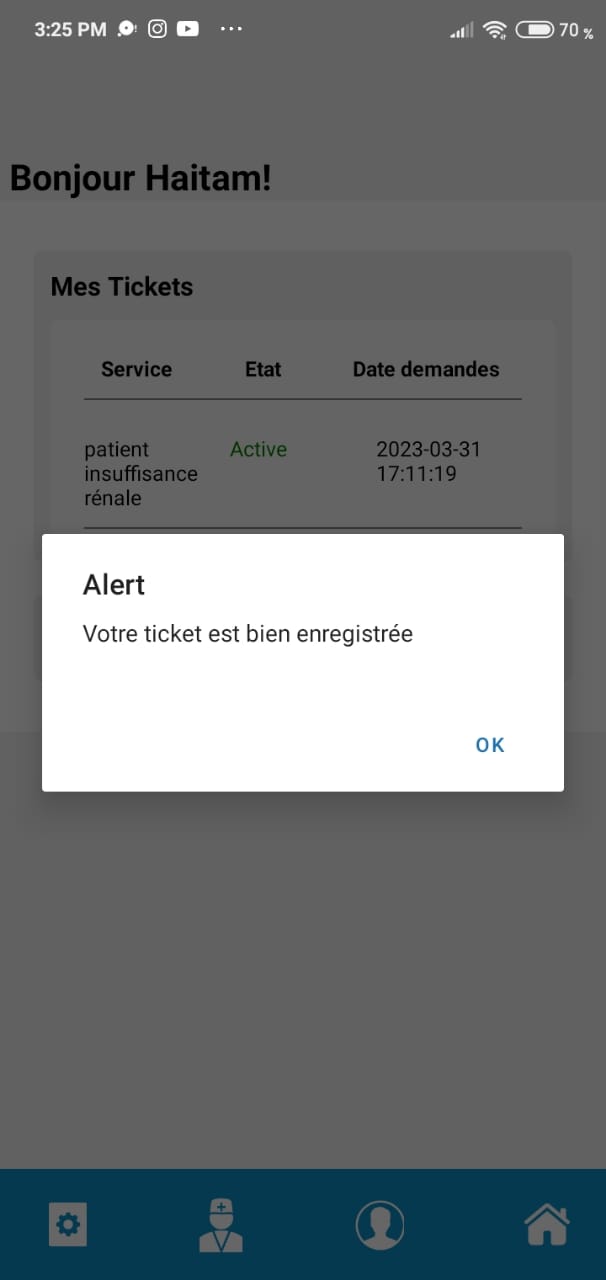 3:25 PM ... 70 %
Bonjour Haitam!
Mes Tickets
Service Etat Date demandes
patient Active 2023-03-31
insuffisance 17:11:19
rénale
Alert
Votre ticket est bien enregistrée
OK